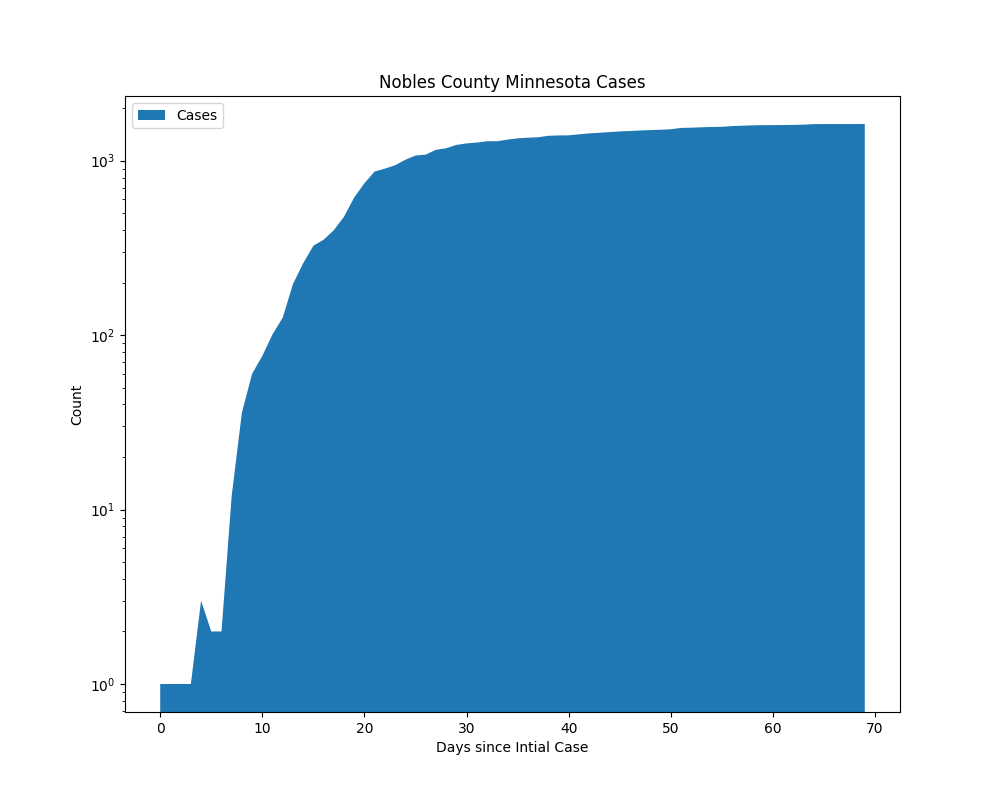 Nobles County Minnesota Cases
Cases
10³
10²
10¹
10⁰
Count
0 10 20 30 40 50 60 70
Days since Intial Case